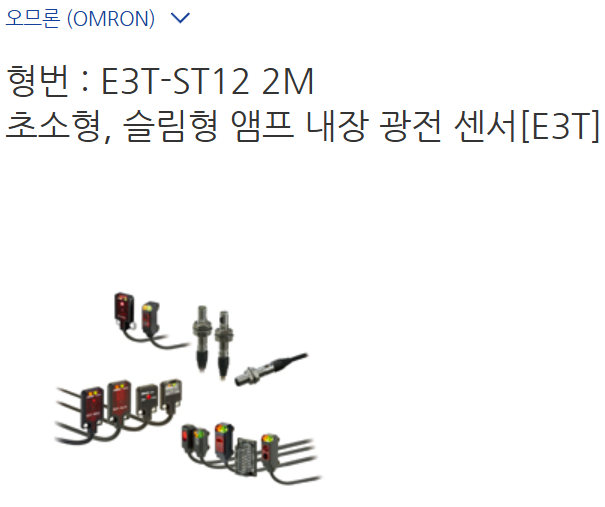 오므론 (OMRON)
형번 : E3T-ST12 2M
초소형, 슬림형 앰프 내장 광전 센서[E3T]